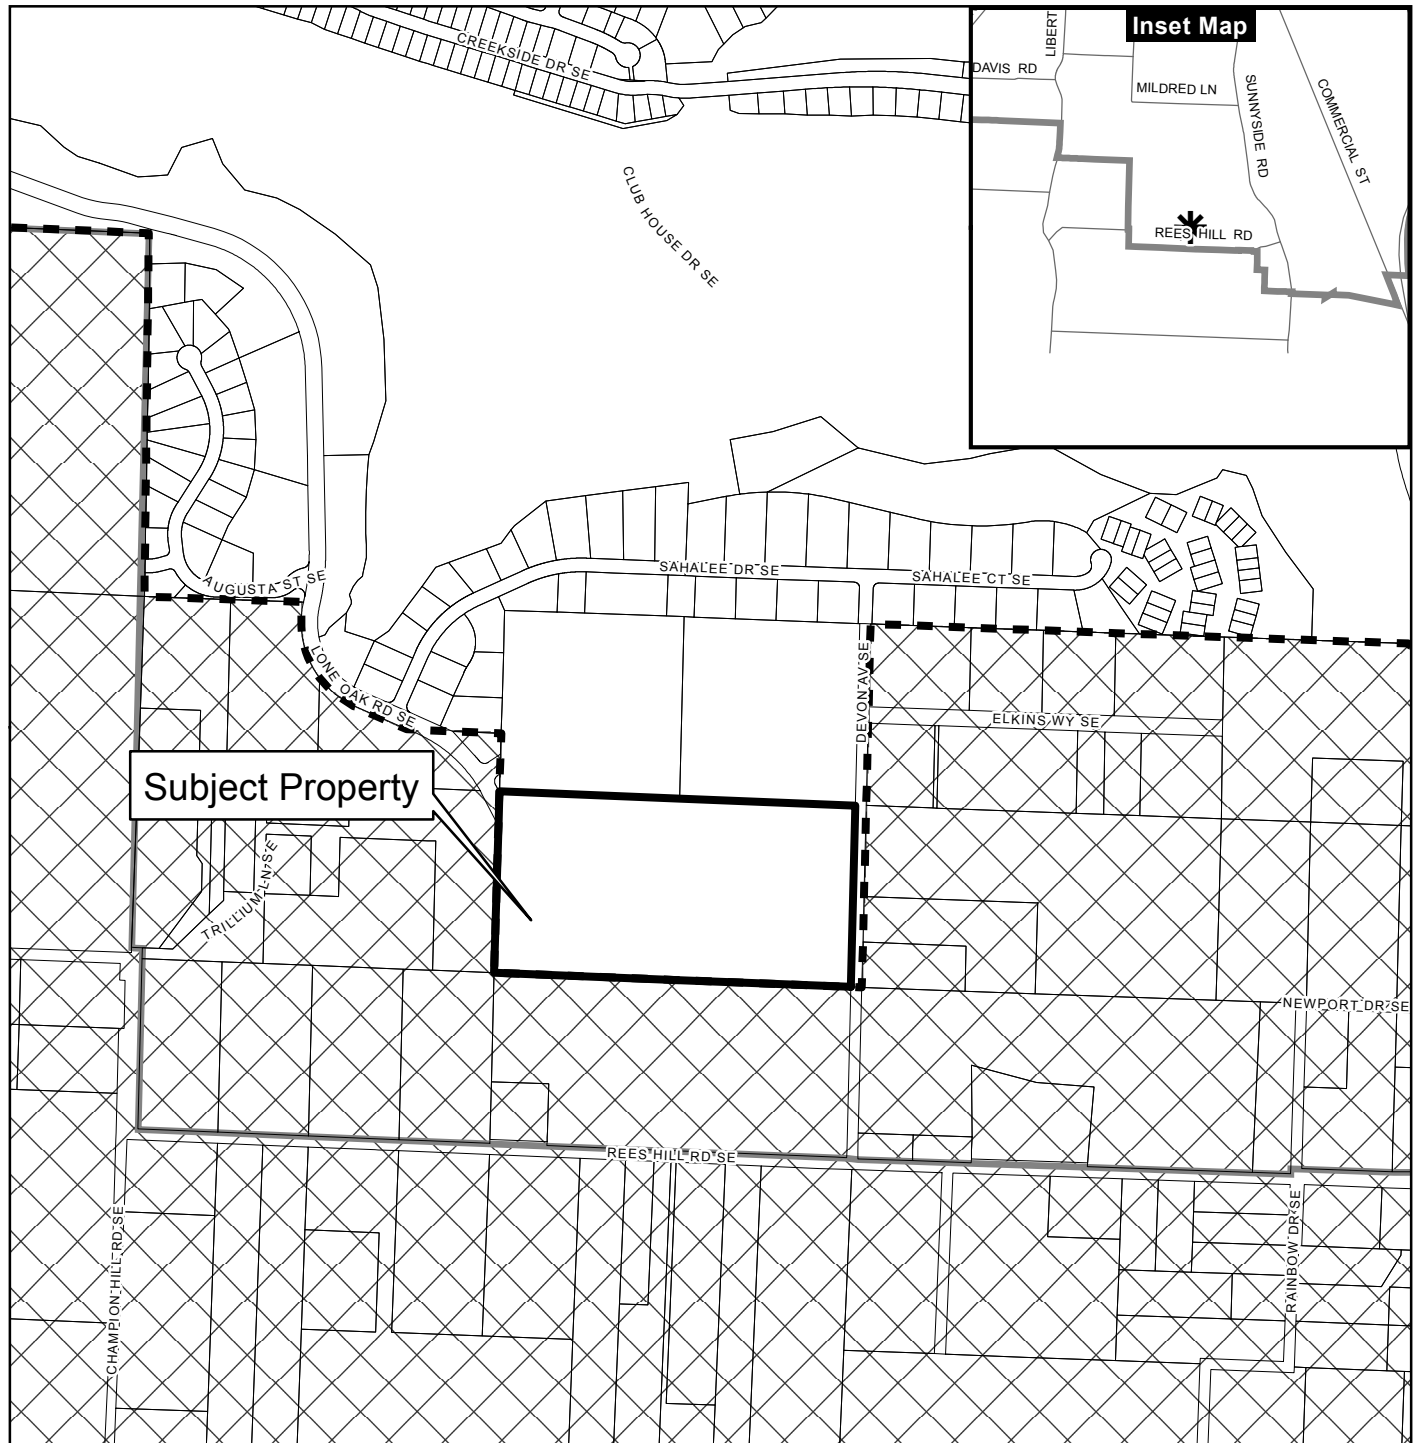 Inset Map
LIBERT
DAVIS RD
MILDRED LN
SUNNYSIDE RD
COMMERCIAL ST
REES HILL RD
CREEKSIDE DR SE
CLUB HOUSE DR SE
SAHALEE DR SE
SAHALEE CT SE
AUGUSTA ST SE
LONE OAK RD SE
DEVON AV SE
ELKINS WY SE
Subject Property
TRILLIUM LN SE
NEWPORT DR SE
REES HILL RD SE
CHAMPION HILL RD SE
RAINBOW DR SE